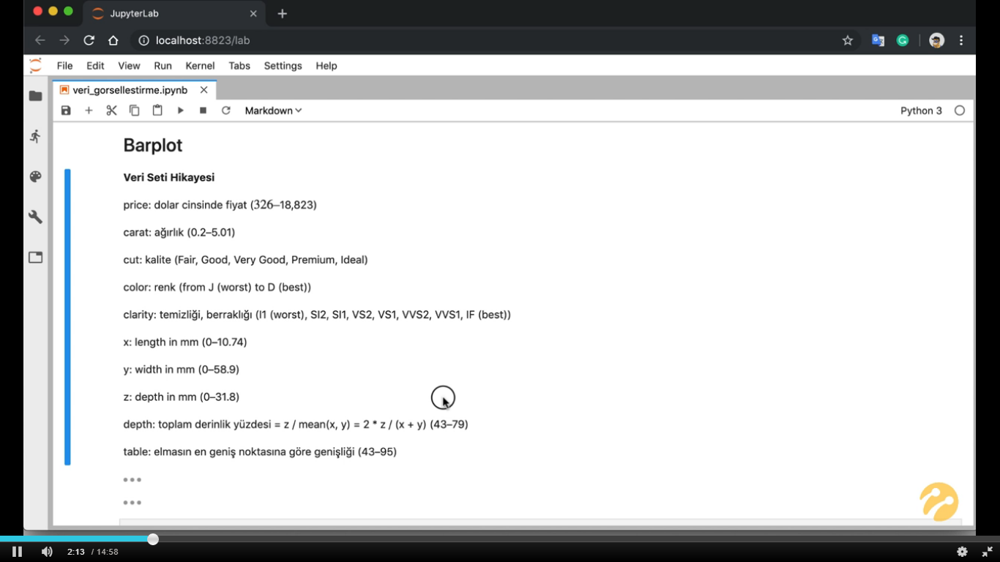 JupyterLab
localhost:8823/lab
File Edit View Run Kernel Tabs Settings Help
veri_gorsellestirme.ipynb
Markdown Python 3
Barplot
Veri Seti Hikayesi
price: dolar cinsinde fiyat (326–18,823)
carat: ağırlık (0.2–5.01)
cut: kalite (Fair, Good, Very Good, Premium, Ideal)
color: renk (from J (worst) to D (best))
clarity: temizliği, berraklığı (I1 (worst), SI2, SI1, VS2, VS1, VVS2, VVS1, IF (best))
x: length in mm (0–10.74)
y: width in mm (0–58.9)
z: depth in mm (0–31.8)
depth: toplam derinlik yüzdesi = z / mean(x, y) = 2 * z / (x + y) (43–79)
table: elmasın en geniş noktasına göre genişliği (43–95)
2:13 / 14:58